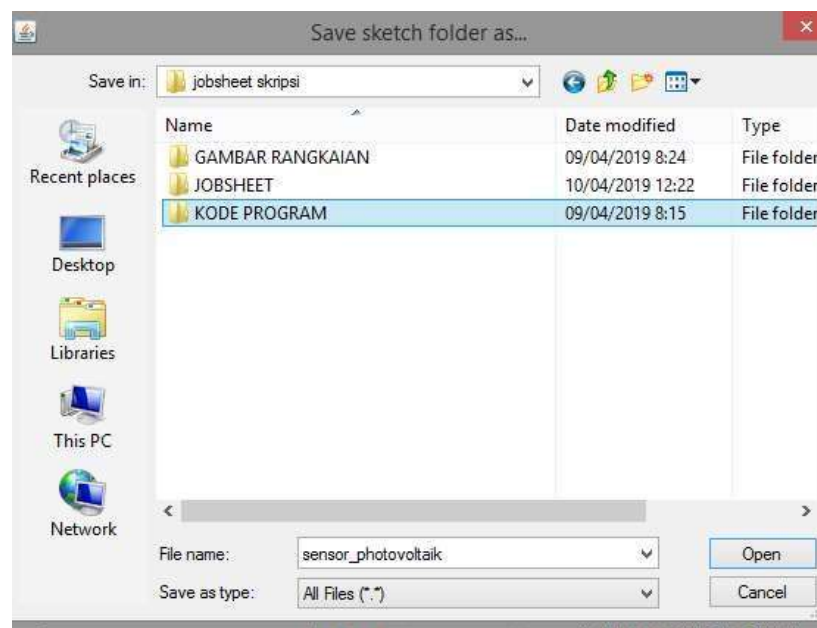 Save sketch folder as...
Save in: jobsheet skripsi
Name Date modified Type
GAMBAR RANGKAIAN 09/04/2019 8:24 File folder
JOBSHEET 10/04/2019 12:22 File folder
KODE PROGRAM 09/04/2019 8:15 File folder
Recent places
Desktop
Libraries
This PC
Network
File name: sensor_photovoltaik Open
Save as type: All Files (*.*) Cancel